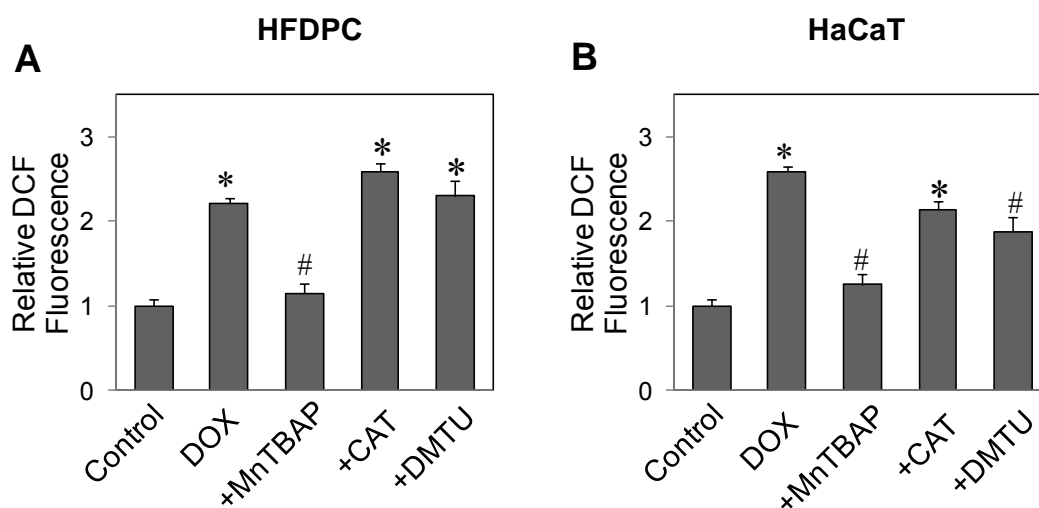 HFDPC
A
Relative DCF
Fluorescence
3
2
1
0
*
#
*
*
Control
DOX
+MnTBAP
+CAT
+DMTU
HaCaT
B
Relative DCF
Fluorescence
3
2
1
0
*
#
*
#
Control
DOX
+MnTBAP
+CAT
+DMTU